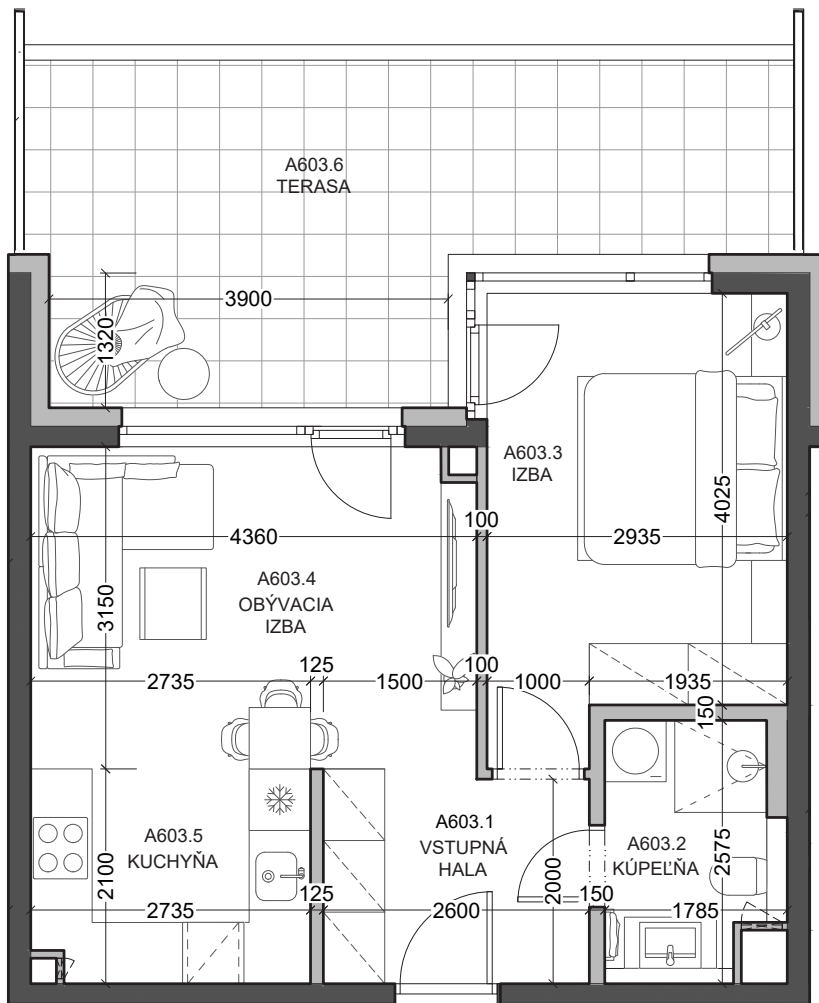 A603.6
TERASA
3900
1320
A603.3
IZBA
4025
100
4360
2935
A603.4
OBÝVACIA
IZBA
3150
125
100
2735
1500
1000
1935
150
A603.5
KUCHYŇA
A603.1
VSTUPNÁ
HALA
A603.2
KÚPEĽŇA
2100
2000
2575
125
150
2735
2600
1785